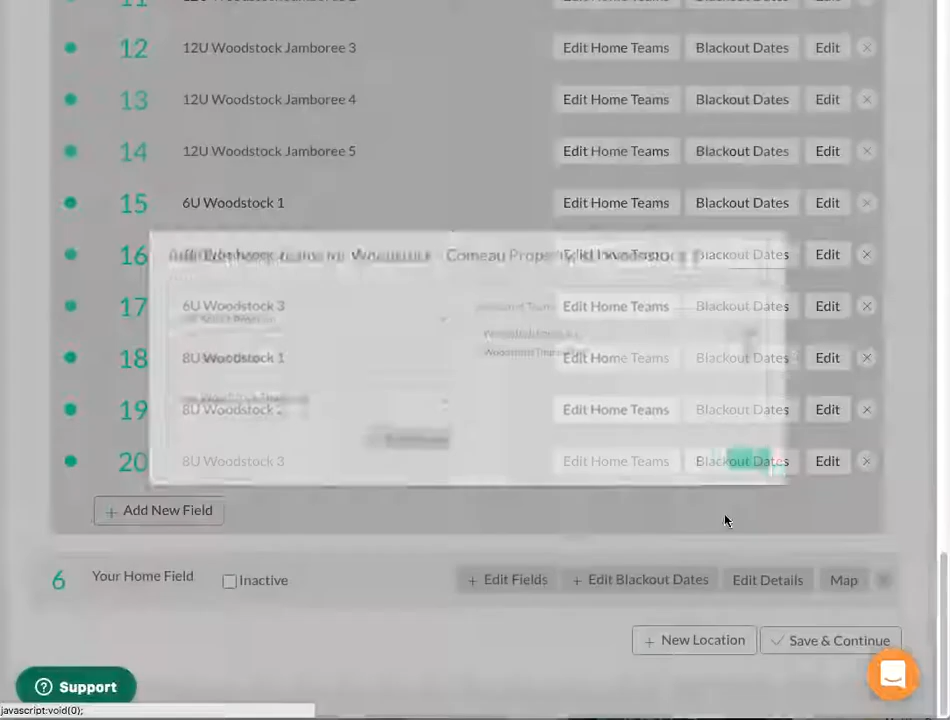 12 12U Woodstock Jamboree 3 Edit Home Teams Blackout Dates Edit
13 12U Woodstock Jamboree 4 Edit Home Teams Blackout Dates Edit
14 12U Woodstock Jamboree 5 Edit Home Teams Blackout Dates Edit
15 6U Woodstock 1 Edit Home Teams Blackout Dates Edit
16 Comeau Blackout Dates Edit
17 6U Woodstock 3 Edit Home Teams Blackout Dates Edit
18 8U Woodstock 1 Edit Home Teams Blackout Dates Edit
19 8U Woodstock Edit Home Teams Blackout Dates Edit
20 8U Woodstock 3 Edit Home Teams Blackout Dates Edit
+ Add New Field
6 Your Home Field Inactive + Edit Fields + Edit Blackout Dates Edit Details Map
+ New Location Save & Continue
Support
javascript:void(0);